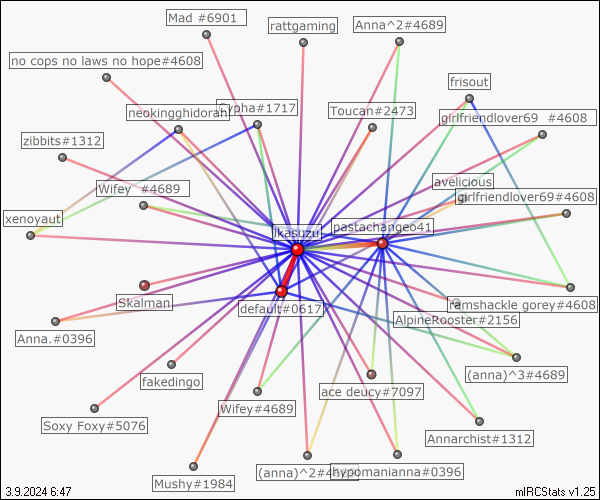 Mad #6901
rattgaming
Anna^2#4689
no cops no laws no hope#4608
frisout
neokingghidorah
Cypha#1717
Toucan#2473
girlfriendlover69 #4608
zibbits#1312
avelicious
Wifey #4689
girlfriendlover69#4608
xenoyaut
ikasuzu
pastachangeo41
Skalman
default#0617
ramshackle gorey#4608
AlpineRooster#2156
Anna.#0396
fakedingo
ace deucy#7097
(anna)^3#4689
Wifey#4689
Soxy Foxy#5076
Annarchist#1312
(anna)^2#4
hypomanianna#0396
Mushy#1984
3.9.2024 6:47
mIRCStats v1.25